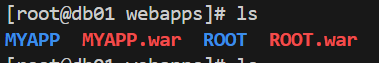 [root@db01 webapps]# ls
MYAPP MYAPP.war ROOT ROOT.war